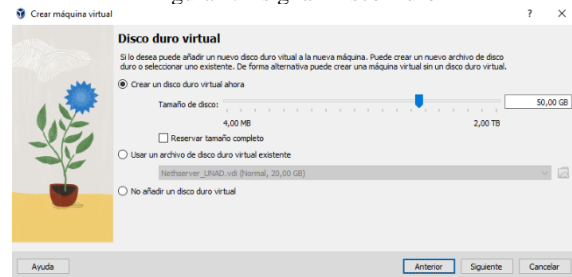 Crear máquina virtual
Disco duro virtual
Si lo desea puede añadir un nuevo disco duro vitual a la nueva máquina. Puede crear un nuevo archivo de disco
duro o seleccionar uno existente. De forma alternativa puede crear una máquina virtual sin un disco duro virtual.
Crear un disco duro virtual ahora
Tamaño de disco:
50,00 GB
4,00 MB 2,00 TB
Reservar tamaño completo
Usar un archivo de disco duro virtual existente
Nethserver_UNAD.vdi (Normal, 20,00 GB)
No añadir un disco duro virtual
Ayuda Anterior Siguiente Cancelar